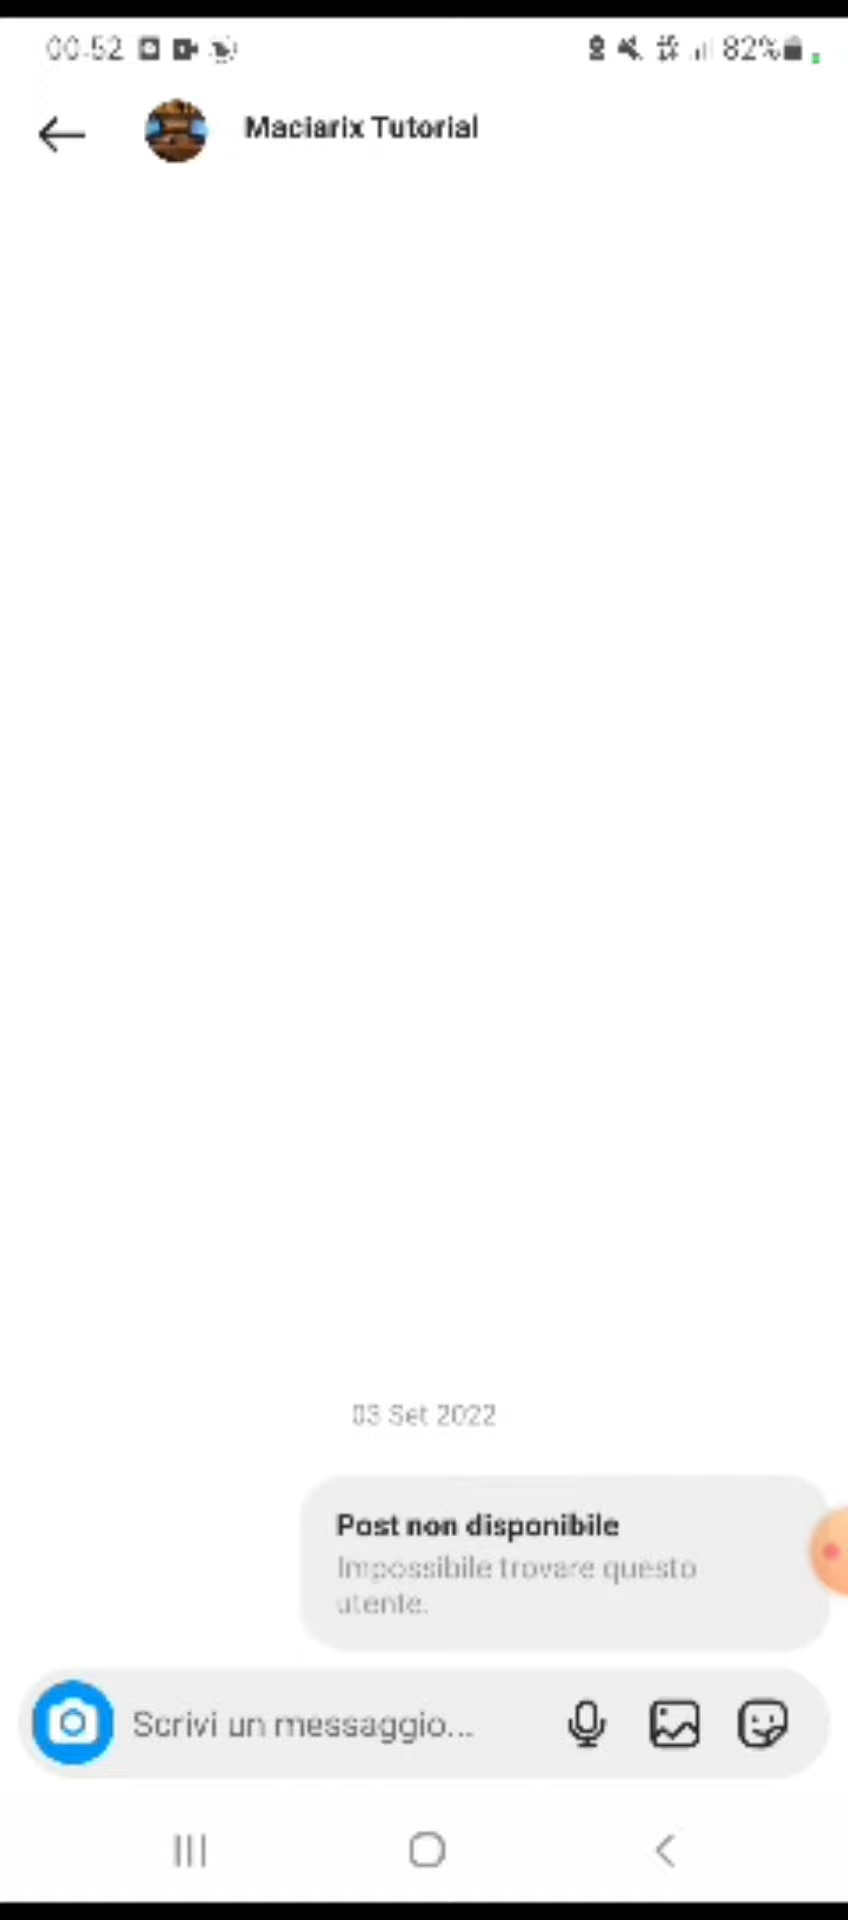 00:52 82%
Maciarix Tutorial
03 Set 2022
Post non disponibile
Impossibile trovare questo
utente.
Scrivi un messaggio...